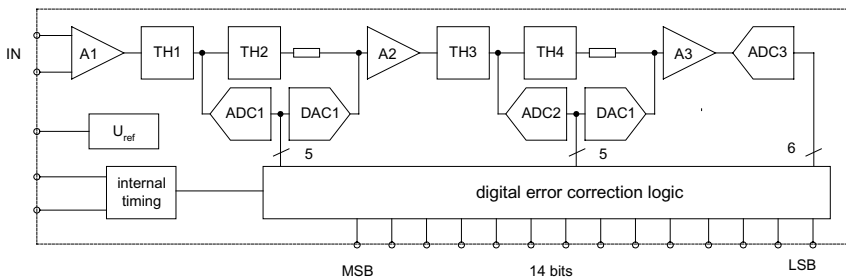 IN
A1
TH1
TH2
A2
TH3
TH4
A3
ADC3
ADC1
DAC1
ADC2
DAC1
Uref
5
5
6
internal
timing
digital error correction logic
MSB
14 bits
LSB